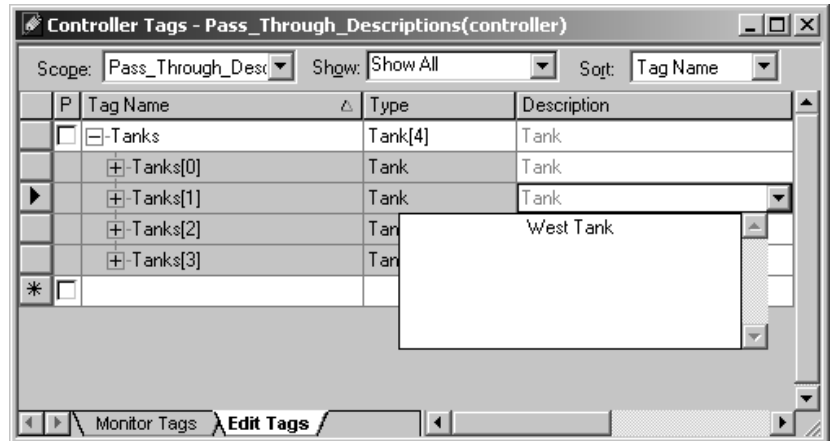 Controller Tags - Pass_Through_Descriptions(controller)
Scope: Pass_Through_Desc Show: Show All Sort: Tag Name
P Tag Name Type Description
Tanks Tank[4] Tank
Tanks[0] Tank Tank
Tanks[1] Tank Tank
Tanks[2] Tan West Tank
Tanks[3] Tan
Monitor Tags Edit Tags